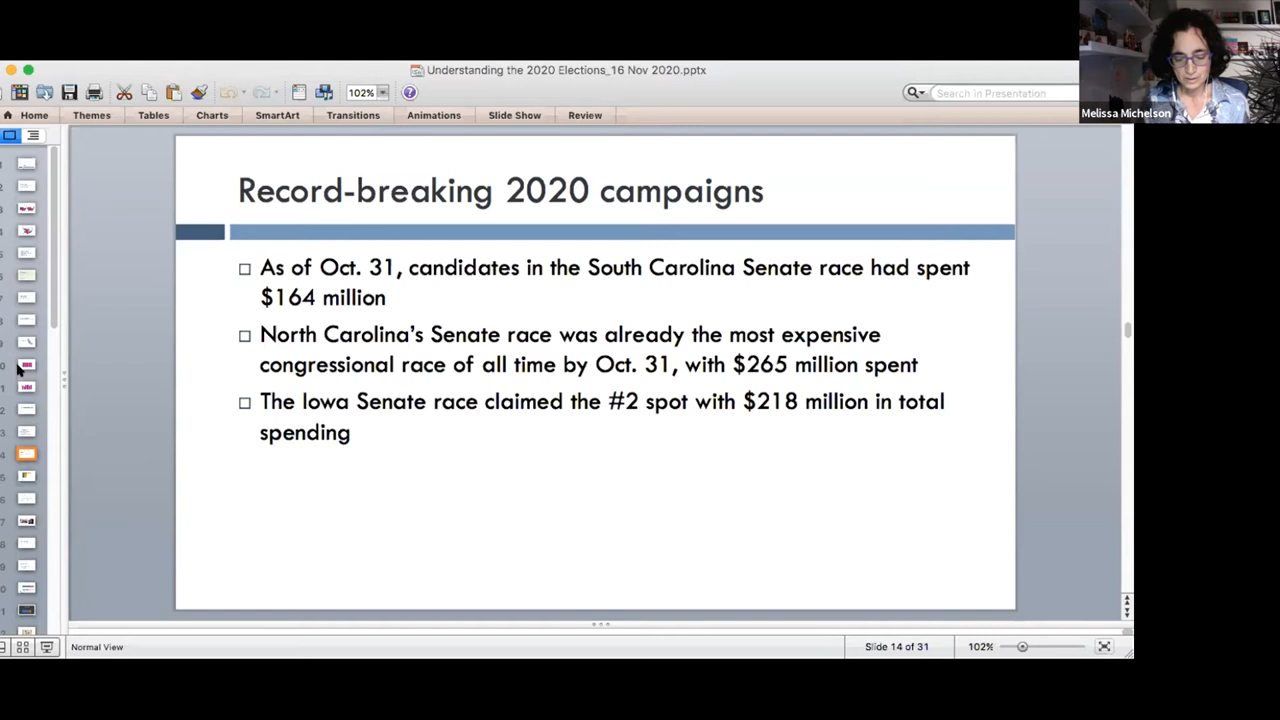 Understanding the 2020 Elections_16 Nov 2020.pptx
102%
Search in Presentation
Home Themes Tables Charts SmartArt Transitions Animations Slide Show Review
Melissa Michelson
Record-breaking 2020 campaigns
As of Oct. 31, candidates in the South Carolina Senate race had spent
$164 million
North Carolina’s Senate race was already the most expensive
congressional race of all time by Oct. 31, with $265 million spent
The Iowa Senate race claimed the #2 spot with $218 million in total
spending
Normal View
Slide 14 of 31
102%